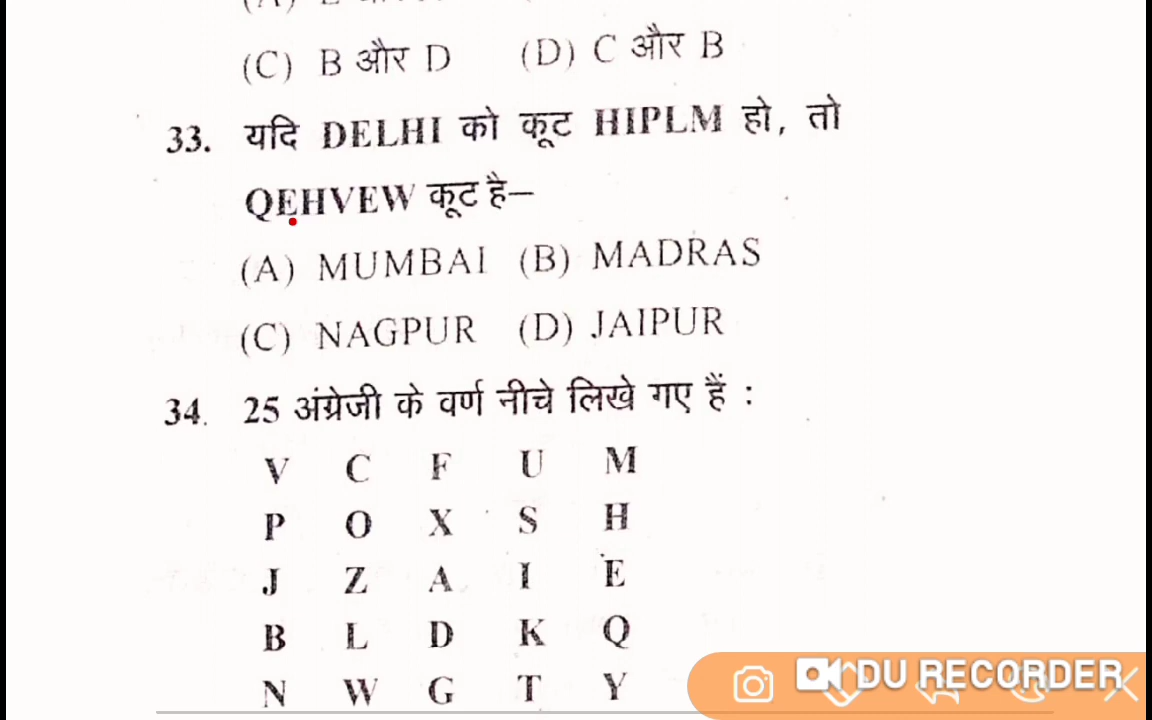 (C) B और D (D) C और B
33. यदि DELHI को कूट HIPLM हो, तो
QEHVEW कूट है–
(A) MUMBAI (B) MADRAS
(C) NAGPUR (D) JAIPUR
34. 25 अंग्रेजी के वर्ण नीचे लिखे गए हैं :
V C F U M
P O X S H
J Z A I E
B L D K Q
N W G T Y
DU RECORDER